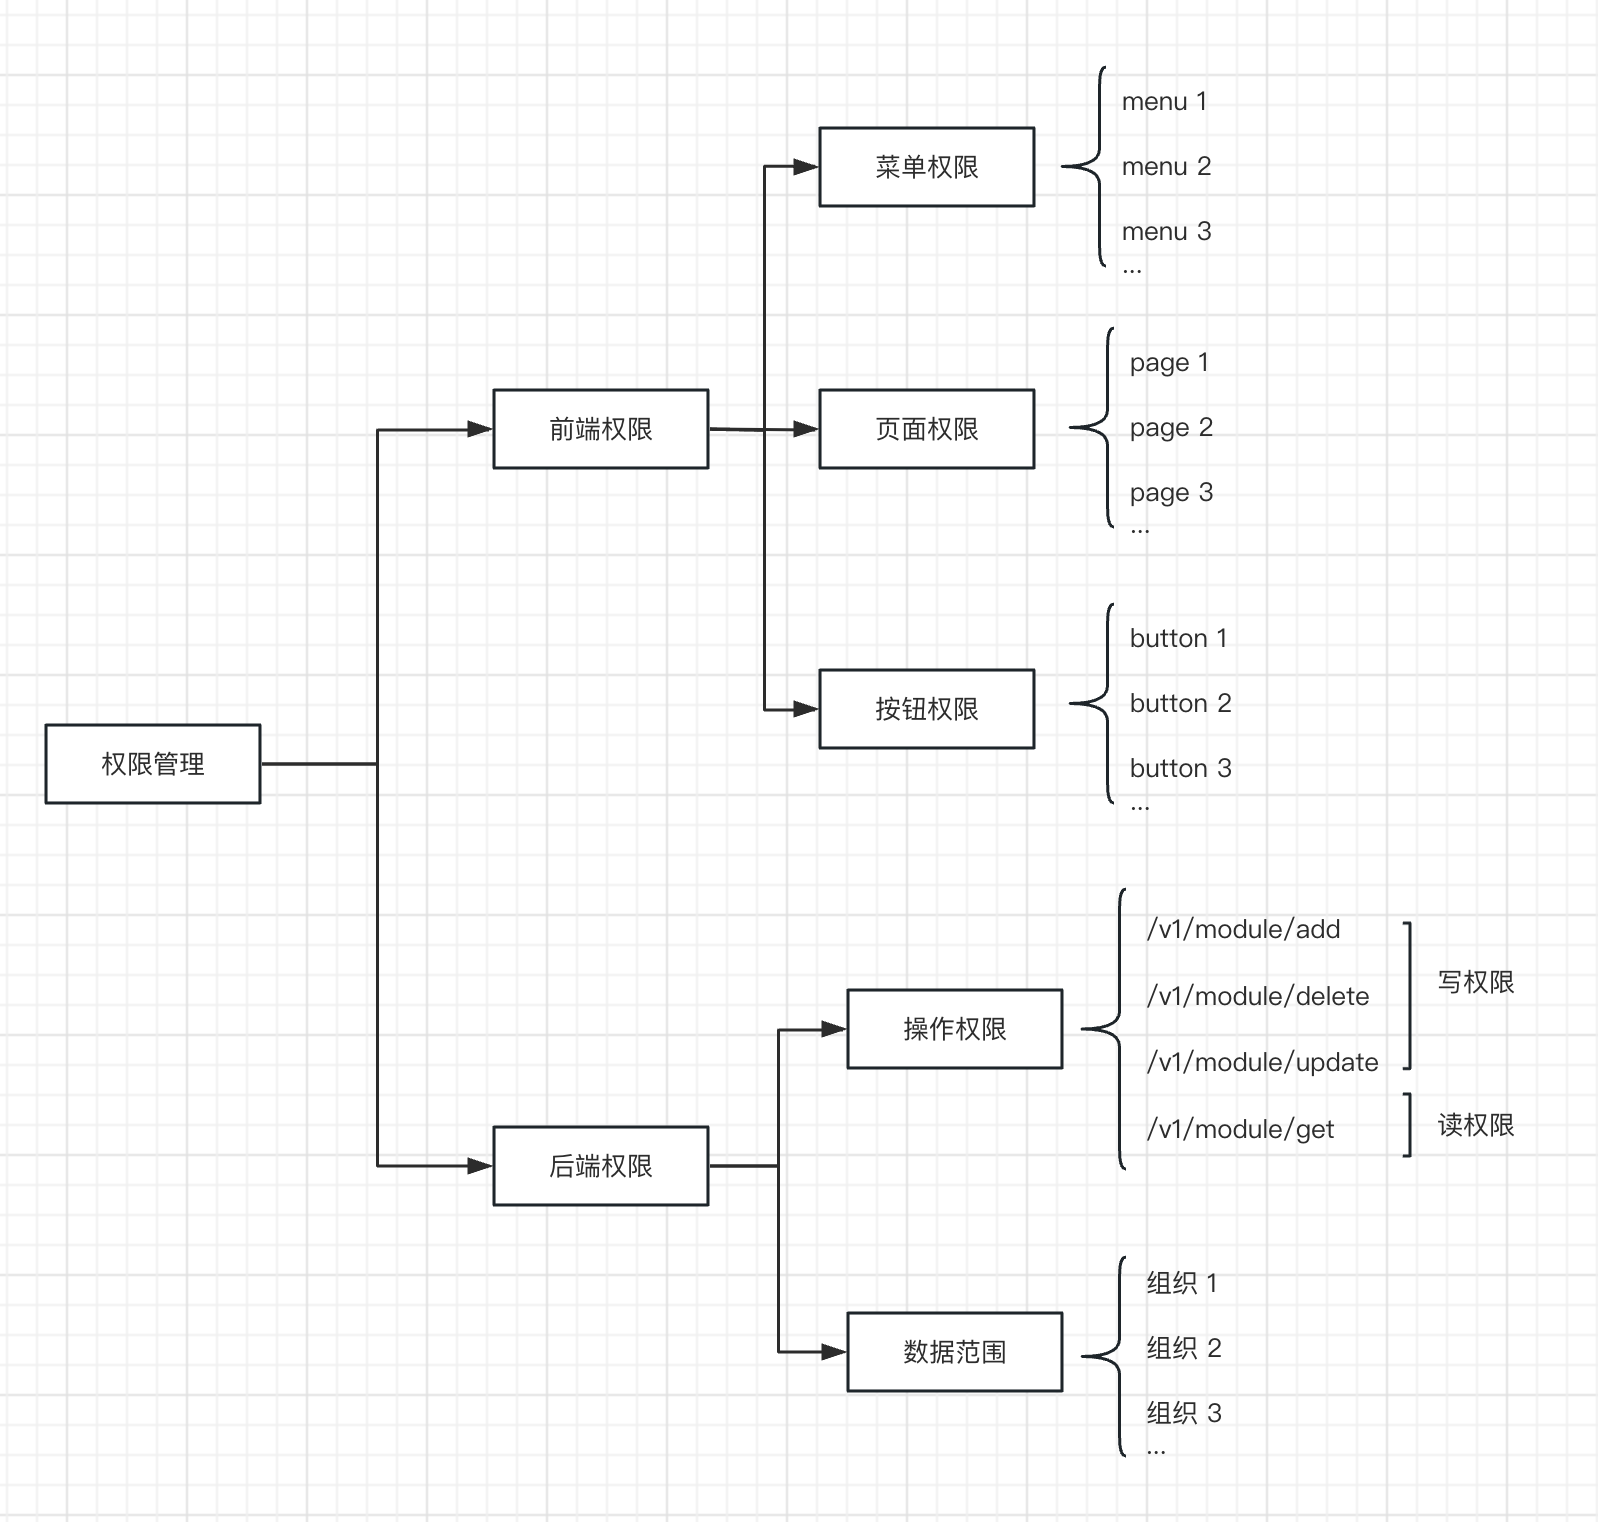 权限管理
前端权限
菜单权限
menu 1
menu 2
menu 3
...
页面权限
page 1
page 2
page 3
...
按钮权限
button 1
button 2
button 3
...
后端权限
操作权限
/v1/module/add
/v1/module/delete
/v1/module/update
写权限
/v1/module/get
读权限
数据范围
组织 1
组织 2
组织 3
...